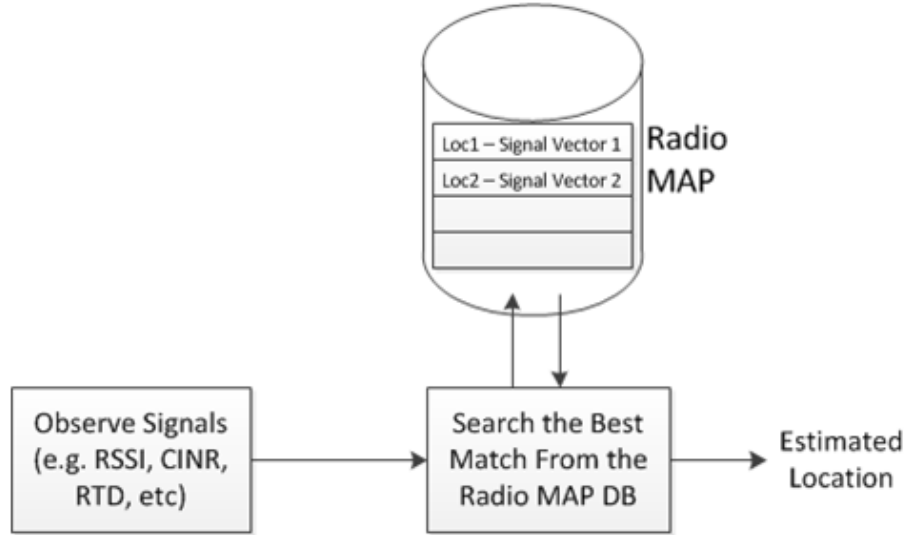 Loc1 – Signal Vector 1
Loc2 – Signal Vector 2
Radio
MAP
Observe Signals
(e.g. RSSI, CINR,
RTD, etc)
Search the Best
Match From the
Radio MAP DB
Estimated
Location